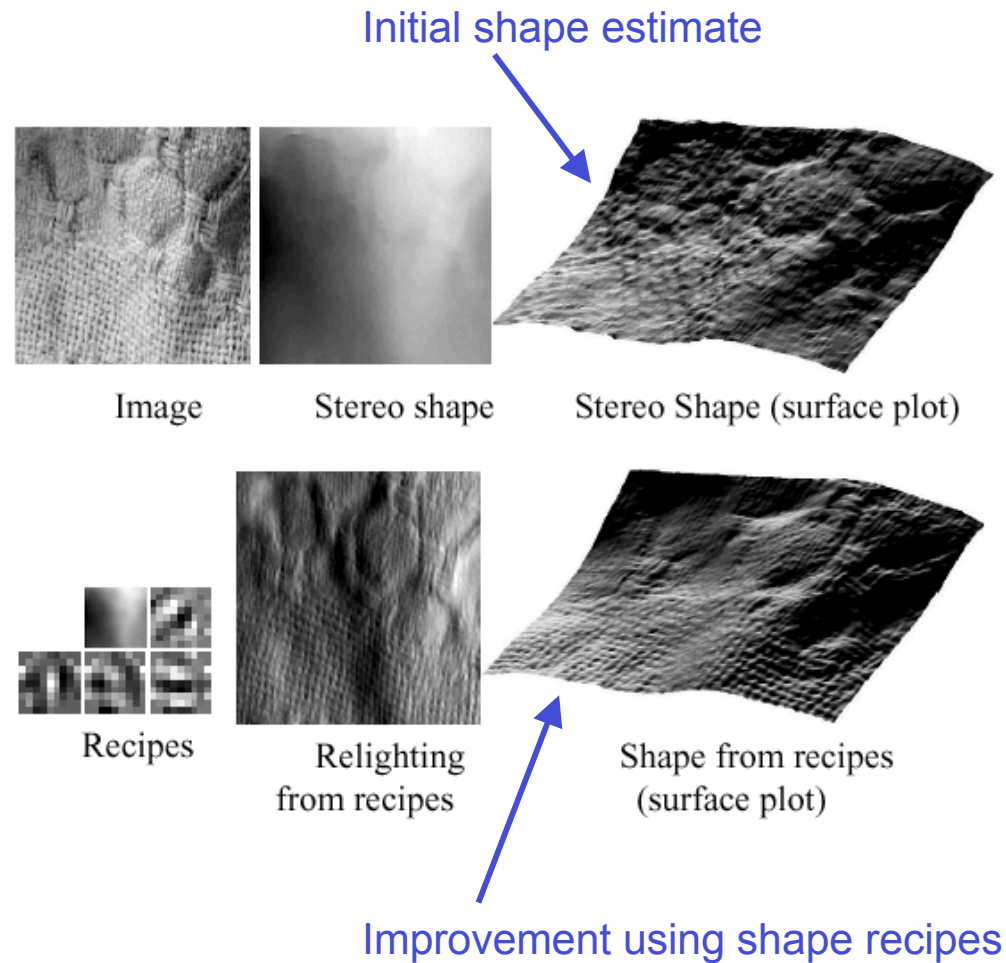 Initial shape estimate
Image
Stereo shape
Stereo Shape (surface plot)
Recipes
Relighting
from recipes
Shape from recipes
(surface plot)
Improvement using shape recipes